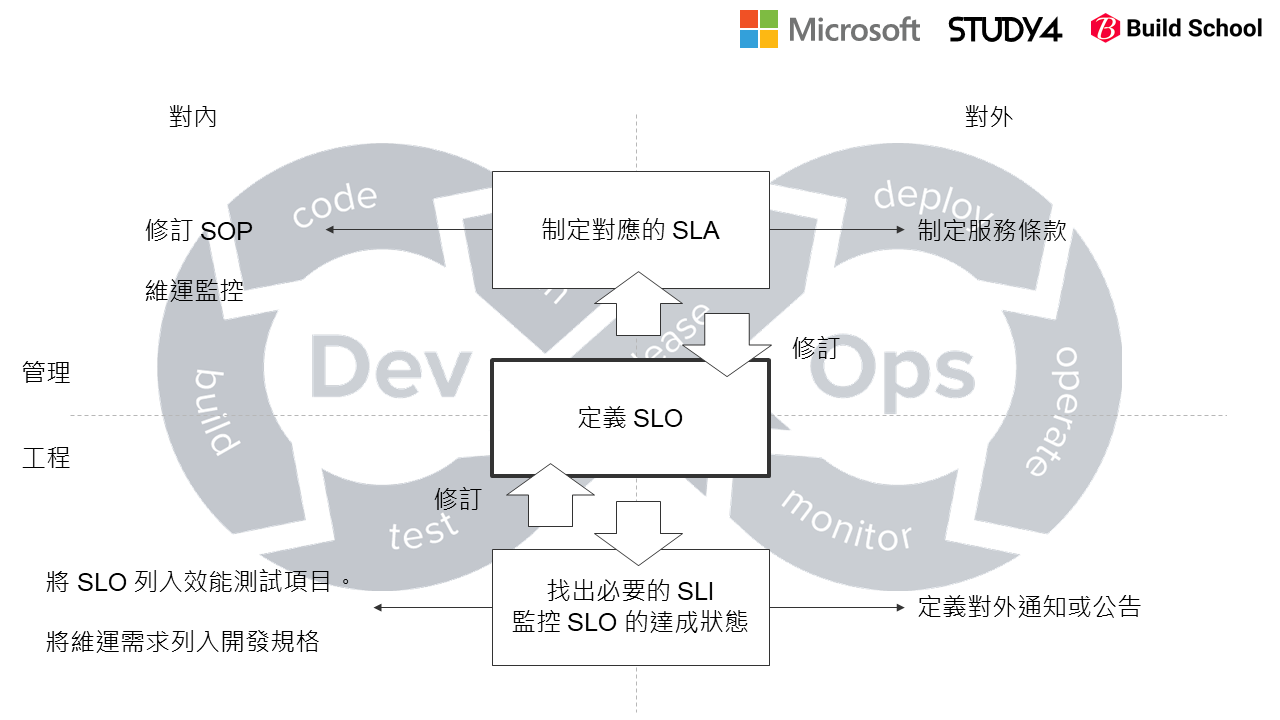 Microsoft
STUDY4
Build School
對內
對外
code
deploy
制定對應的 SLA
修訂 SOP
制定服務條款
維運監控
修訂
Dev
Ops
管理
build
operate
定義 SLO
工程
修訂
test
monitor
將 SLO 列入效能測試項目。
找出必要的 SLI
監控 SLO 的達成狀態
定義對外通知或公告
將維運需求列入開發規格